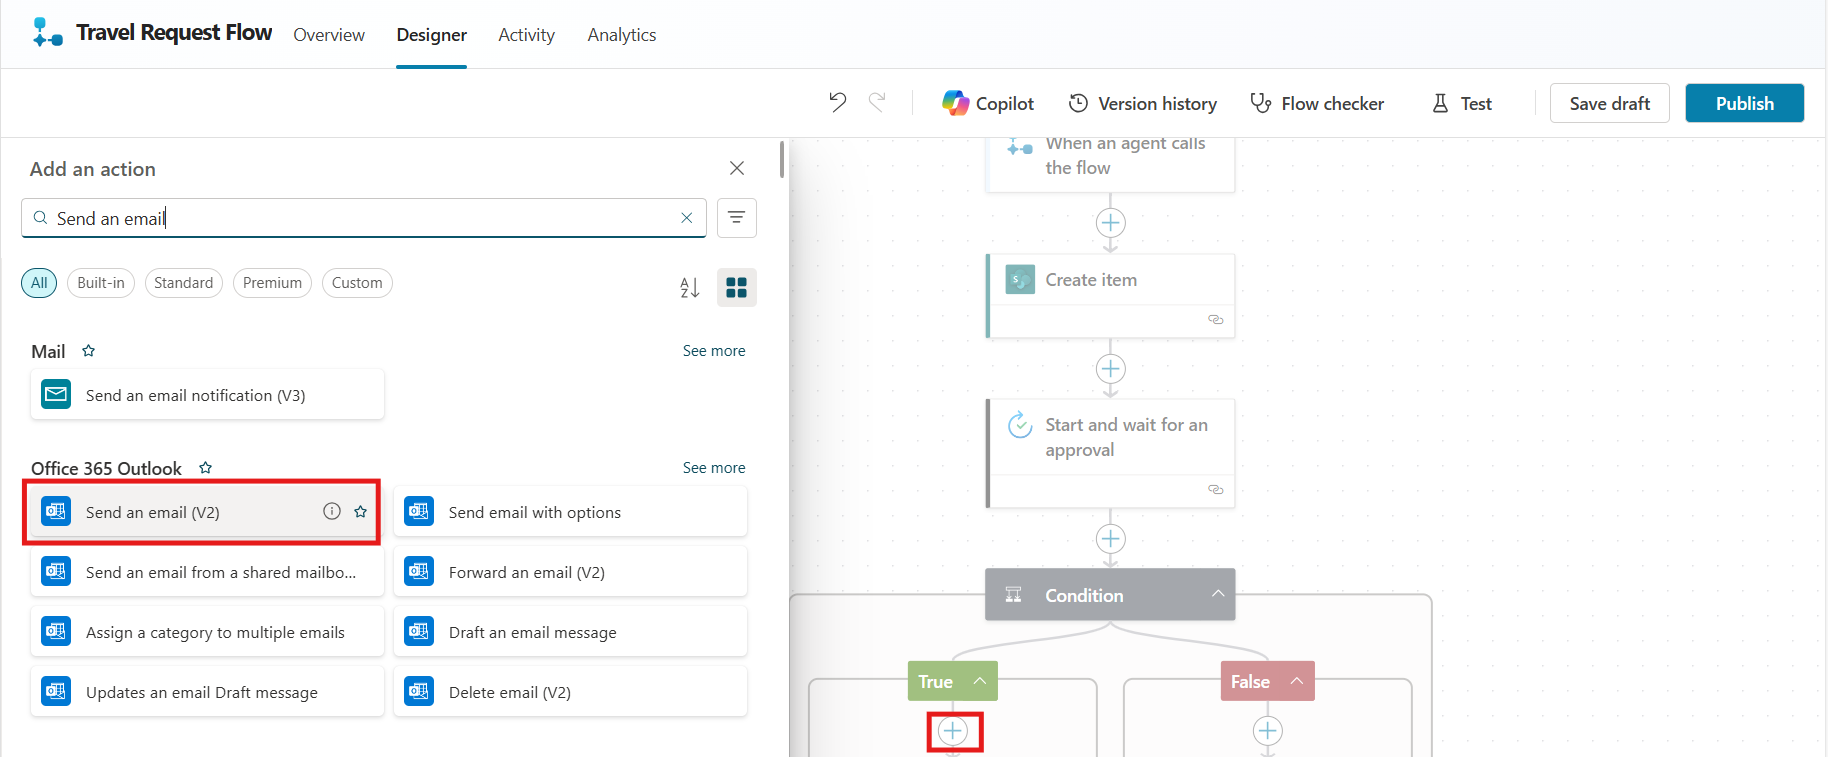 Travel Request Flow
Overview
Designer
Activity
Analytics
Copilot
Version history
Flow checker
Test
Save draft
Publish
Add an action
Send an email
All
Built-in
Standard
Premium
Custom
A
Z
Mail
See more
Send an email notification (V3)
Office 365 Outlook
See more
Send an email (V2)
Send email with options
Send an email from a shared mailbo...
Forward an email (V2)
Assign a category to multiple emails
Draft an email message
Updates an email Draft message
Delete email (V2)
When an agent calls
the flow
S
Create item
Start and wait for an
approval
Condition
True
False